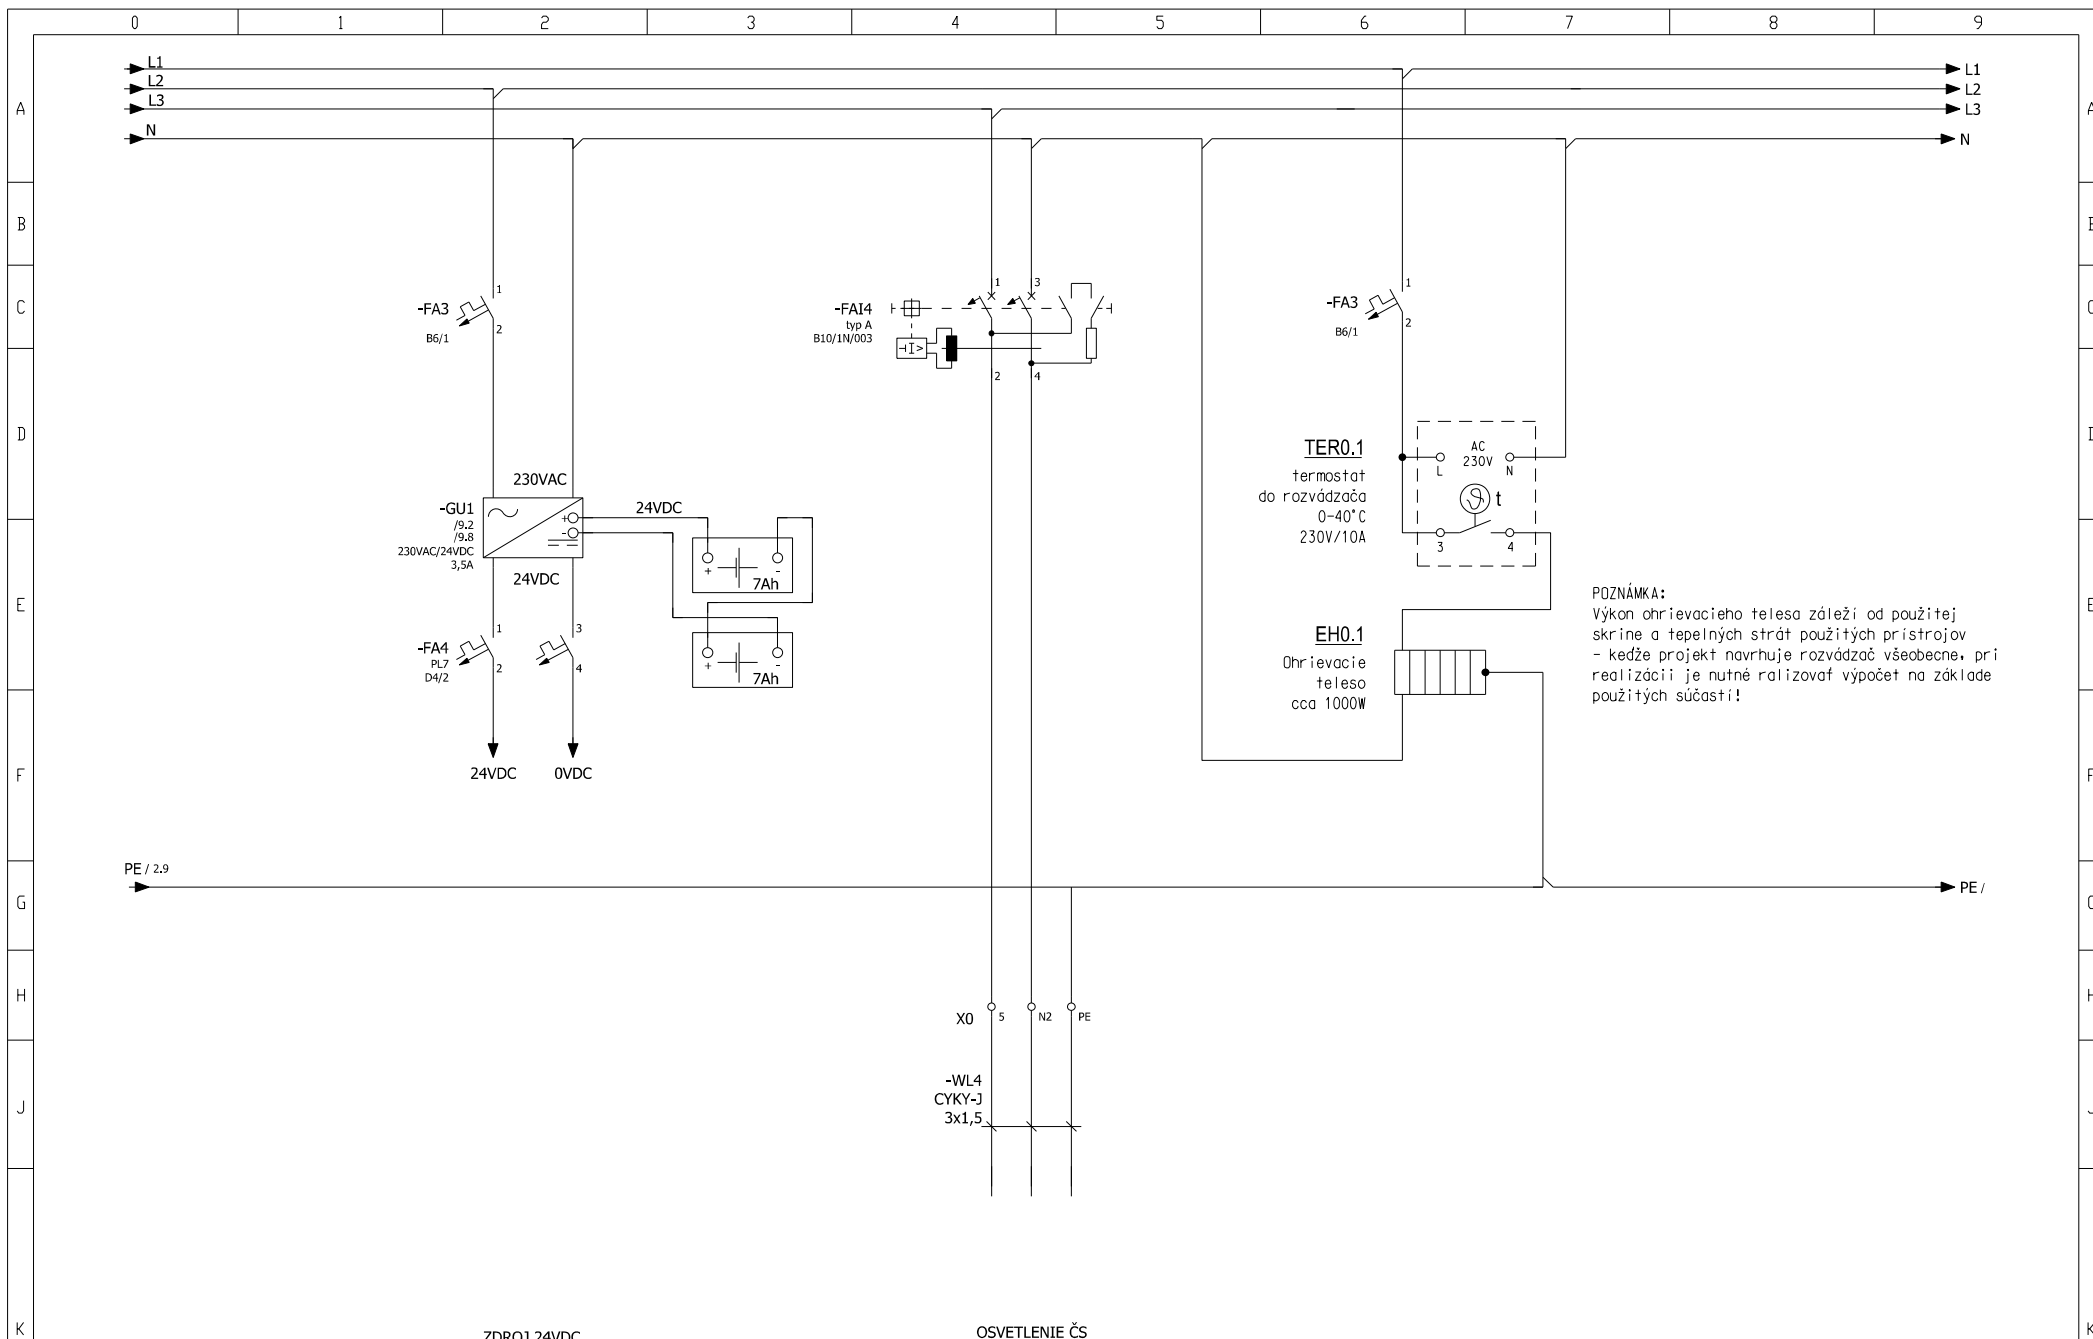 0 1 2 3 4 5 6 7 8 9
L1 L1
L2 L2
L3 L3
N N
A A
B
C
D
E
F
G
H
J
K
-FA3
B6/1
1
2
-FAI4
typ A
B10/1N/003
I>
1
3
2
4
-FA3
B6/1
1
2
230VAC
-GU1
/9.2
/9.8
230VAC/24VDC
3,5A
+
-
24VDC
24VDC
+ -
7Ah
+ -
7Ah
-FA4
PL7
D4/2
1
2
3
4
24VDC 0VDC
TER0.1
termostat
do rozvádzača
0-40°C
230V/10A
AC
230V
L N
t
3 4
EH0.1
Ohrievacie
teleso
cca 1000W
POZNÁMKA:
Výkon ohrievacieho telesa záleží od použitej
skrine a tepelných strát použitých prístrojov
- keďže projekt navrhuje rozvádzač všeobecne, pri
realizácii je nutné ralizovať výpočet na základe
použitých súčastí!
PE / 2.9
PE /
X0
5 N2 PE
-WL4
CYKY-J
3x1,5
ZDROJ 24VDC
OSVETLENIE ČS